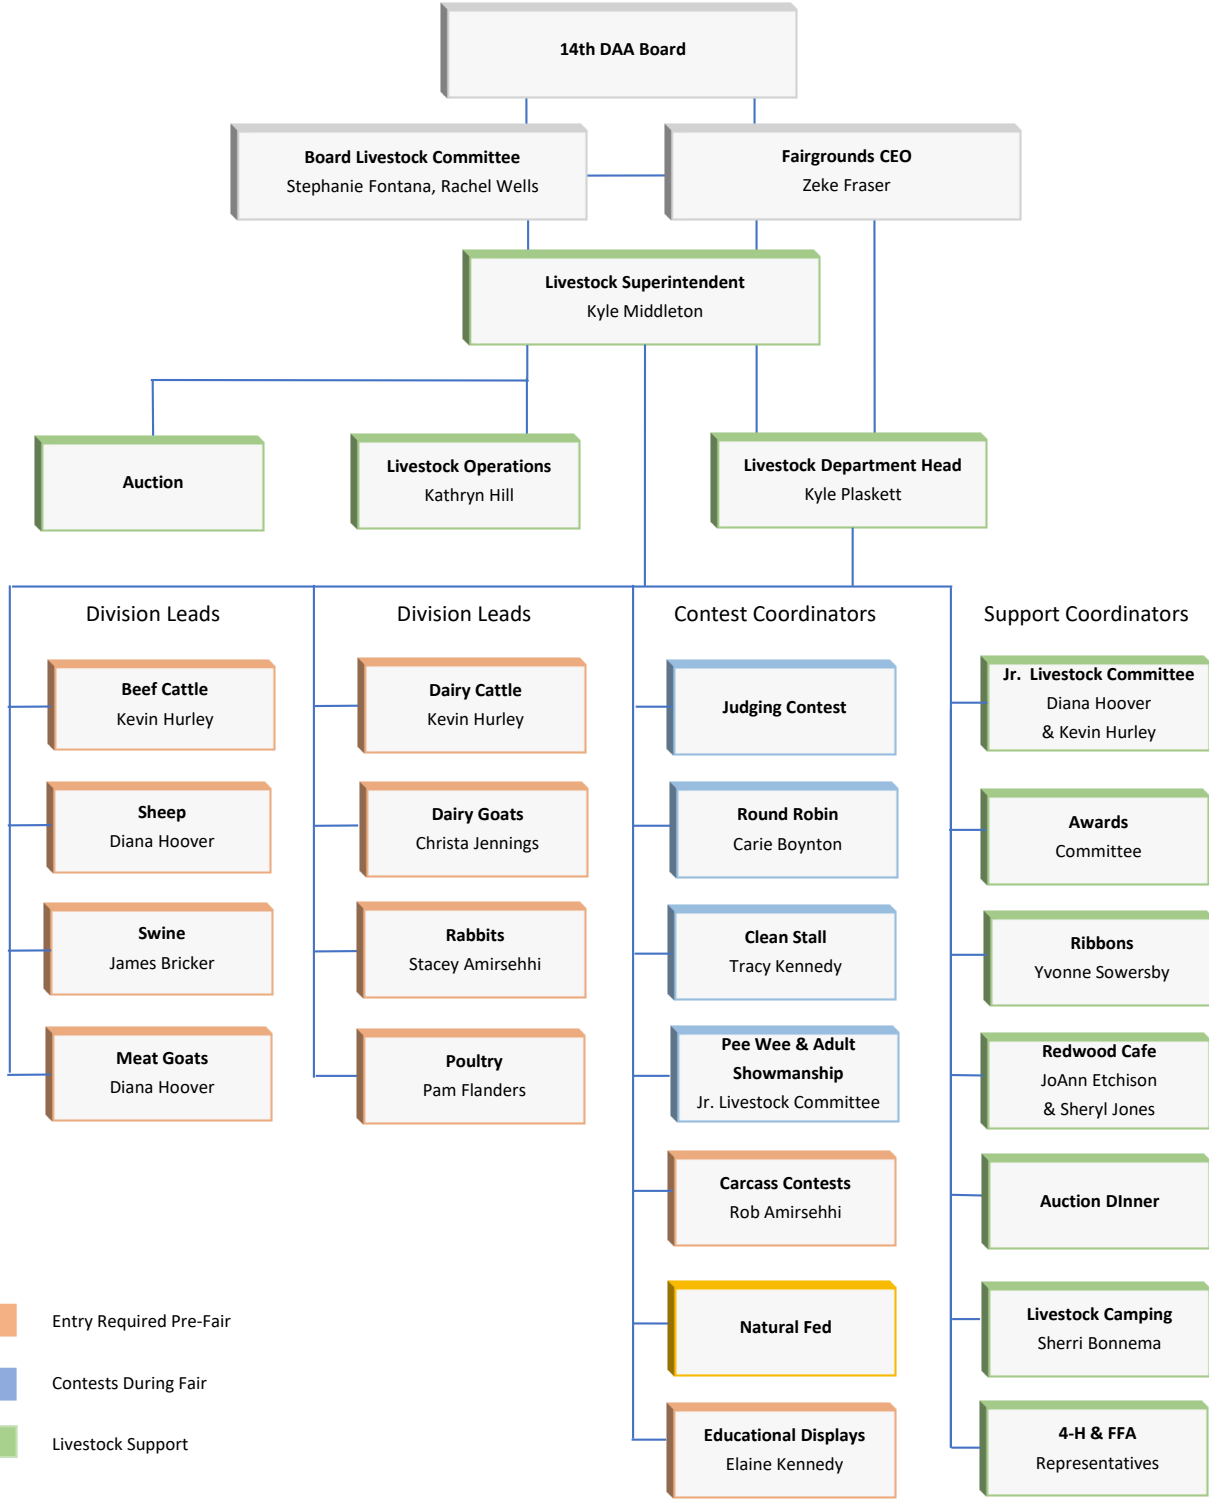 14th DAA Board
Board Livestock Committee
Stephanie Fontana, Rachel Wells
Fairgrounds CEO
Zeke Fraser
Livestock Superintendent
Kyle Middleton
Auction
Livestock Operations
Kathryn Hill
Livestock Department Head
Kyle Plaskett
Division Leads
Beef Cattle
Kevin Hurley
Sheep
Diana Hoover
Swine
James Bricker
Meat Goats
Diana Hoover
Division Leads
Dairy Cattle
Kevin Hurley
Dairy Goats
Christa Jennings
Rabbits
Stacey Amirsehhi
Poultry
Pam Flanders
Contest Coordinators
Judging Contest
Round Robin
Carie Boynton
Clean Stall
Tracy Kennedy
Pee Wee & Adult
Showmanship
Jr. Livestock Committee
Carcass Contests
Rob Amirsehhi
Natural Fed
Educational Displays
Elaine Kennedy
Support Coordinators
Jr.  Livestock Committee
Diana Hoover
& Kevin Hurley
Awards
Committee
Ribbons
Yvonne Sowersby
Redwood Cafe
JoAnn Etchison
& Sheryl Jones
Auction DInner
Livestock Camping
Sherri Bonnema
4-H & FFA
Representatives
Entry Required Pre-Fair
Contests During Fair
Livestock Support